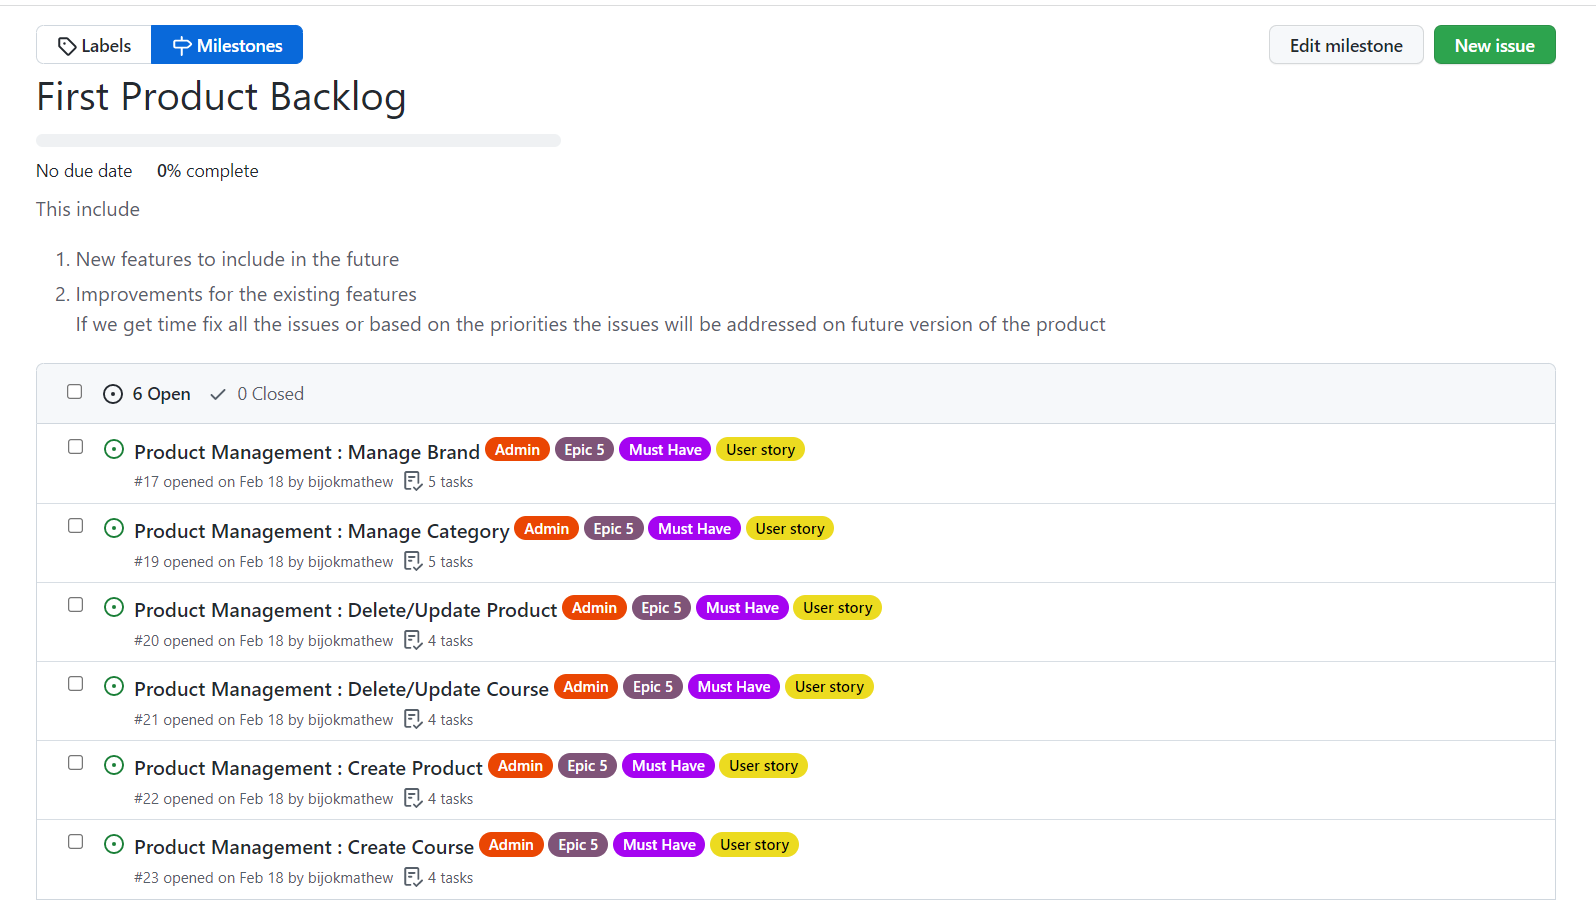 Labels Milestones Edit milestone New issue
First Product Backlog
No due date 0% complete
This include
1. New features to include in the future
2. Improvements for the existing features
If we get time fix all the issues or based on the priorities the issues will be addressed on future version of the product
6 Open 0 Closed
Product Management : Manage Brand Admin Epic 5 Must Have User story
#17 opened on Feb 18 by bijokmathew 5 tasks
Product Management : Manage Category Admin Epic 5 Must Have User story
#19 opened on Feb 18 by bijokmathew 5 tasks
Product Management : Delete/Update Product Admin Epic 5 Must Have User story
#20 opened on Feb 18 by bijokmathew 4 tasks
Product Management : Delete/Update Course Admin Epic 5 Must Have User story
#21 opened on Feb 18 by bijokmathew 4 tasks
Product Management : Create Product Admin Epic 5 Must Have User story
#22 opened on Feb 18 by bijokmathew 4 tasks
Product Management : Create Course Admin Epic 5 Must Have User story
#23 opened on Feb 18 by bijokmathew 4 tasks